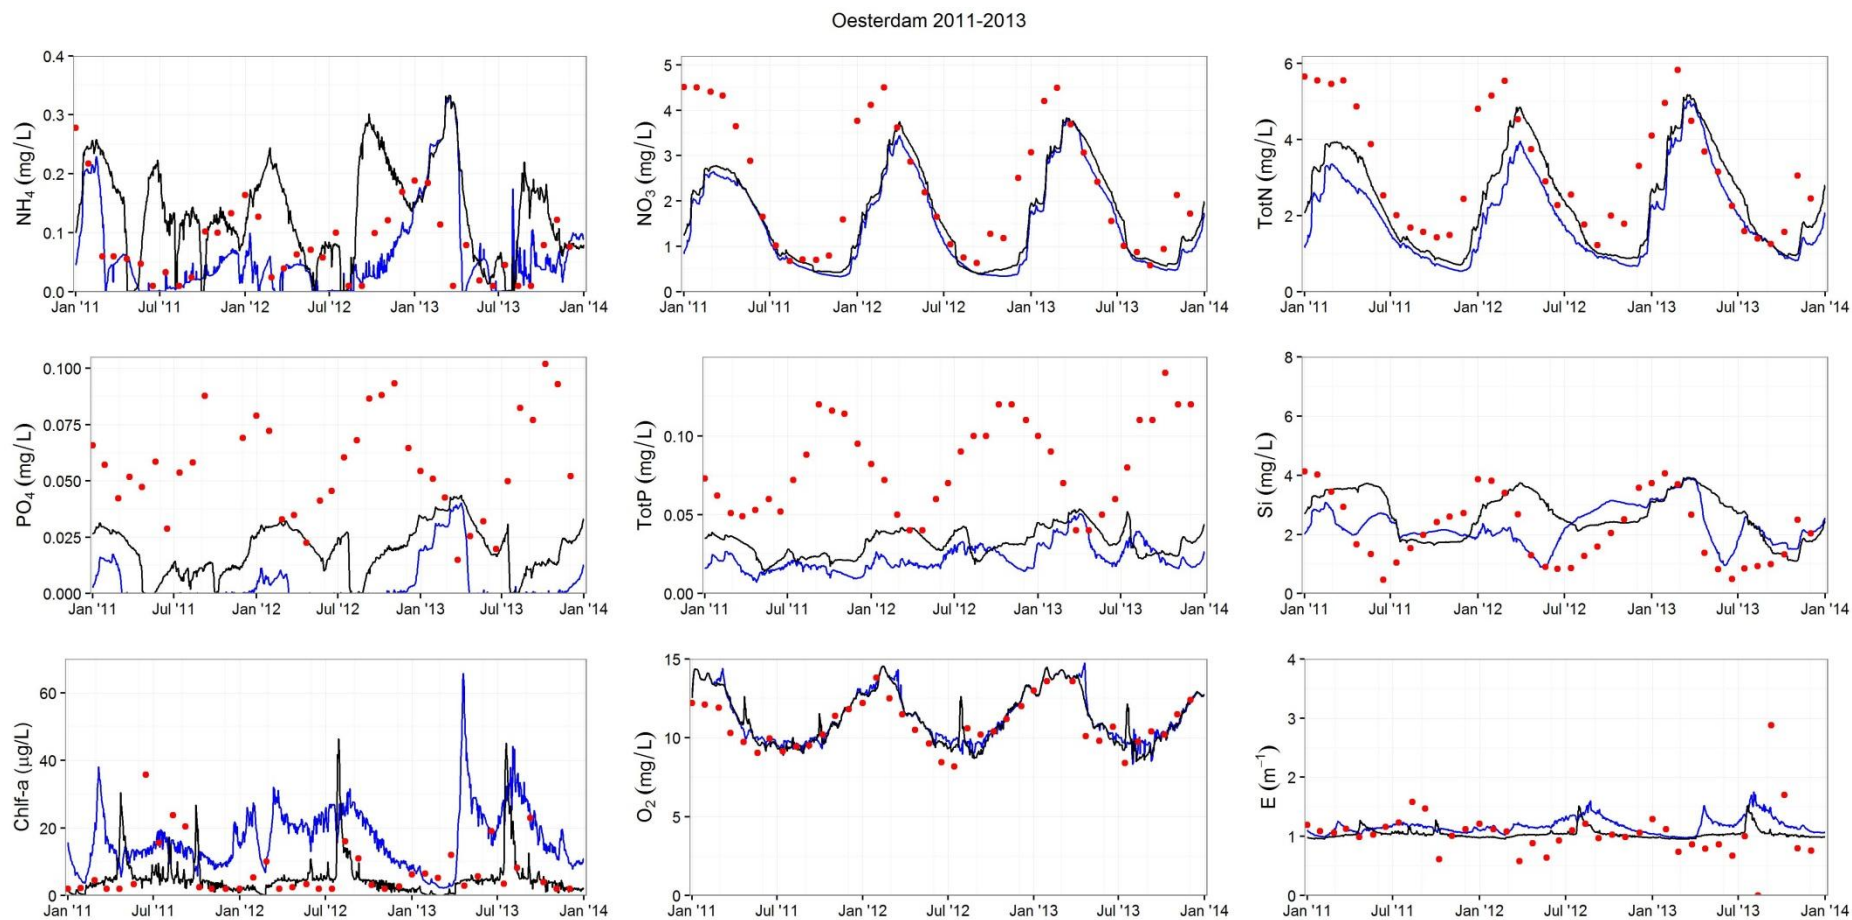 Oesterdam 2011-2013
NH₄ (mg/L)
0.4
0.3
0.2
0.1
0.0
Jan '11 Jul '11 Jan '12 Jul '12 Jan '13 Jul '13 Jan '14
NO₃ (mg/L)
5
4
3
2
1
0
Jan '11 Jul '11 Jan '12 Jul '12 Jan '13 Jul '13 Jan '14
TotN (mg/L)
6
4
2
0
Jan '11 Jul '11 Jan '12 Jul '12 Jan '13 Jul '13 Jan '14
PO₄ (mg/L)
0.100
0.075
0.050
0.025
0.000
Jan '11 Jul '11 Jan '12 Jul '12 Jan '13 Jul '13 Jan '14
TotP (mg/L)
0.10
0.05
0.00
Jan '11 Jul '11 Jan '12 Jul '12 Jan '13 Jul '13 Jan '14
Si (mg/L)
8
6
4
2
0
Jan '11 Jul '11 Jan '12 Jul '12 Jan '13 Jul '13 Jan '14
Chlf-a (µg/L)
60
40
20
0
Jan '11 Jul '11 Jan '12 Jul '12 Jan '13 Jul '13 Jan '14
O₂ (mg/L)
15
10
5
0
Jan '11 Jul '11 Jan '12 Jul '12 Jan '13 Jul '13 Jan '14
E (m⁻¹)
4
3
2
1
0
Jan '11 Jul '11 Jan '12 Jul '12 Jan '13 Jul '13 Jan '14